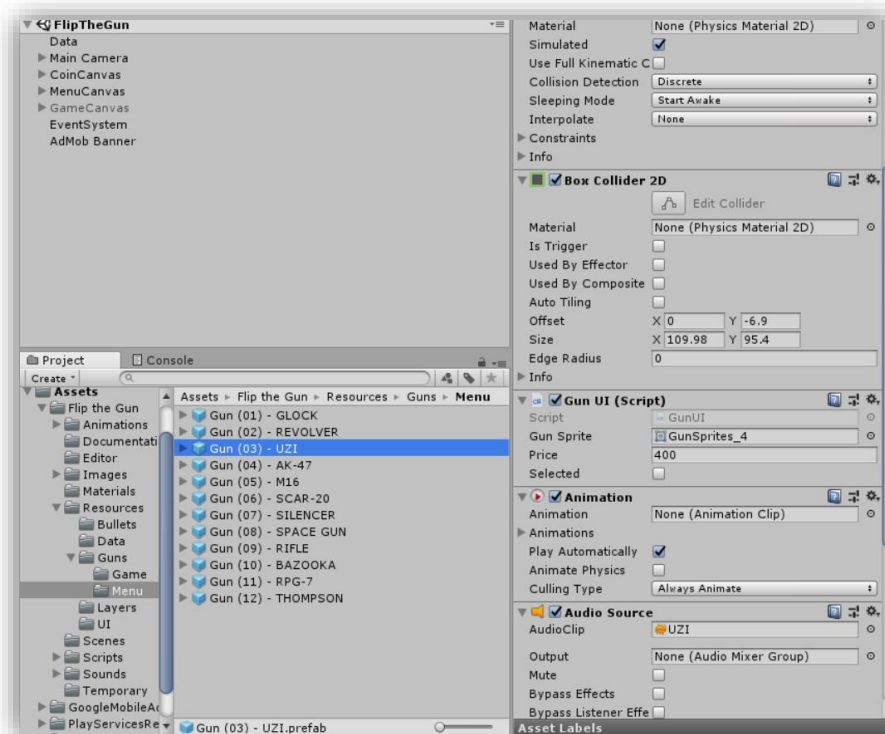 FlipTheGun
Data
Main Camera
CoinCanvas
MenuCanvas
GameCanvas
EventSystem
AdMob Banner
Project
Console
Create
Assets
Flip the Gun
Animations
Documentati
Editor
Images
Materials
Resources
Bullets
Data
Guns
Game
Menu
Layers
UI
Scenes
Scripts
Sounds
Temporary
GoogleMobileAd
PlayServicesRe
Assets ▸ Flip the Gun ▸ Resources ▸ Guns ▸ Menu
Gun (01) - GLOCK
Gun (02) - REVOLVER
Gun (03) - UZI
Gun (04) - AK-47
Gun (05) - M16
Gun (06) - SCAR-20
Gun (07) - SILENCER
Gun (08) - SPACE GUN
Gun (09) - RIFLE
Gun (10) - BAZOOKA
Gun (11) - RPG-7
Gun (12) - THOMPSON
Gun (03) - UZI.prefab
Material None (Physics Material 2D)
Simulated
Use Full Kinematic C
Collision Detection Discrete
Sleeping Mode Start Awake
Interpolate None
Constraints
Info
Box Collider 2D
Edit Collider
Material None (Physics Material 2D)
Is Trigger
Used By Effector
Used By Composite
Auto Tiling
Offset X 0 Y -6.9
Size X 109.98 Y 95.4
Edge Radius 0
Info
Gun UI (Script)
Script GunUI
Gun Sprite GunSprites_4
Price 400
Selected
Animation
Animation None (Animation Clip)
Animations
Play Automatically
Animate Physics
Culling Type Always Animate
Audio Source
AudioClip UZI
Output None (Audio Mixer Group)
Mute
Bypass Effects
Bypass Listener Effe
Asset Labels